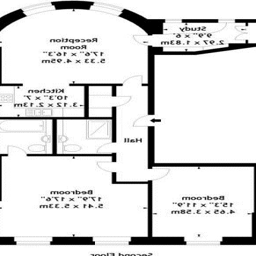 Reception
Room
17'6 x 16'3
5.33 x 4.95m
Study
9'9 x 6'
2.97 x 1.83m
Kitchen
10'3 x 7'
3.12 x 2.13m
Hall
Bedroom
17'9 x 17'6
5.41 x 5.33m
Bedroom
15'3 x 11'9
4.65 x 3.58m
Second Floor